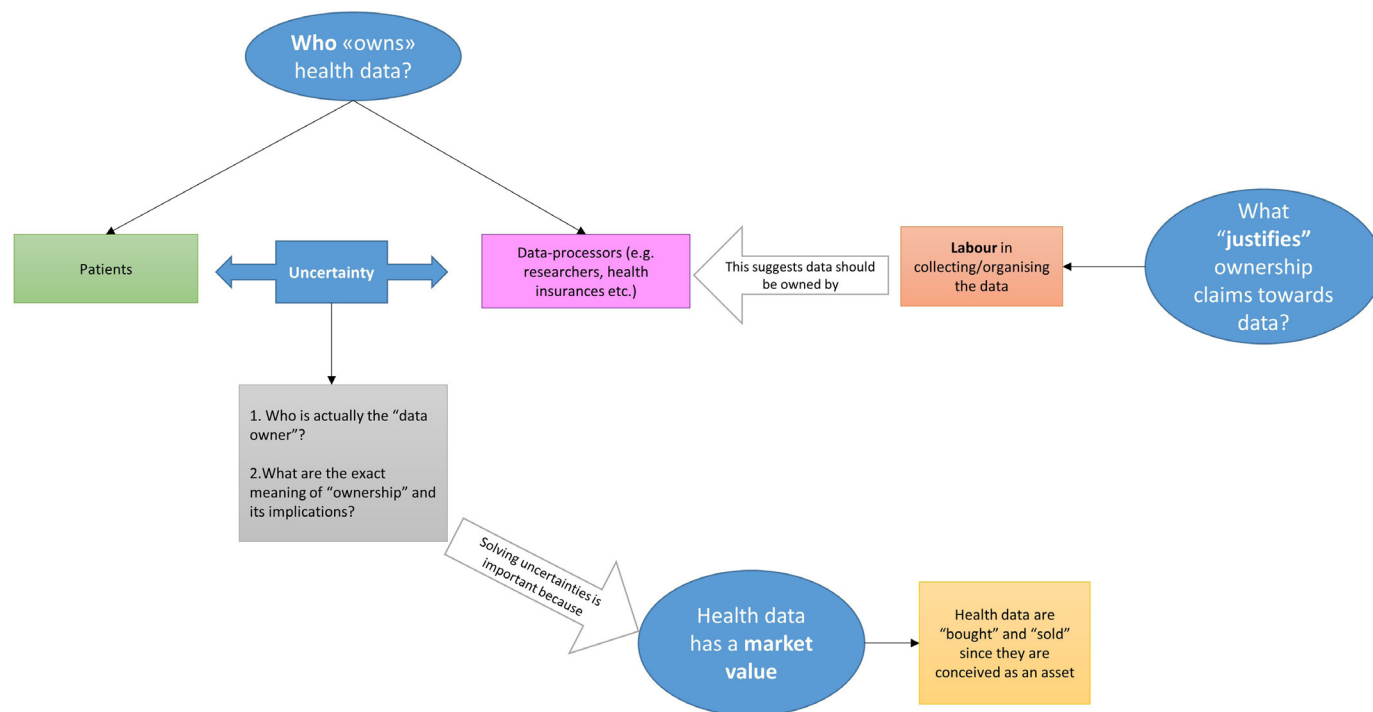 Who «owns»
health data?
Patients
Uncertainty
Data-processors (e.g.
researchers, health
insurances etc.)
This suggests data should
be owned by
Labour in
collecting/organising
the data
What
“justifies”
ownership
claims towards
data?
1. Who is actually the “data
owner”?
2.What are the exact
meaning of “ownership” and
its implications?
Solving uncertainties is
important because
Health data
has a market
value
Health data are
“bought” and “sold”
since they are
conceived as an asset